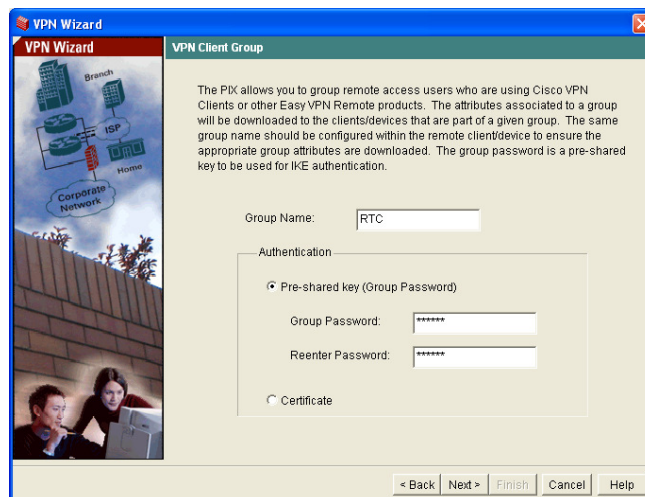 VPN Wizard
VPN Wizard
VPN Client Group
Branch
ISP
Home
Corporate
Network
The PIX allows you to group remote access users who are using Cisco VPN
Clients or other Easy VPN Remote products. The attributes associated to a group
will be downloaded to the clients/devices that are part of a given group. The same
group name should be configured within the remote client/device to ensure the
appropriate group attributes are downloaded. The group password is a pre-shared
key to be used for IKE authentication.
Group Name:
RTC
Authentication
Pre-shared key (Group Password)
Group Password:
******
Reenter Password:
******
Certificate
< Back
Next >
Finish
Cancel
Help